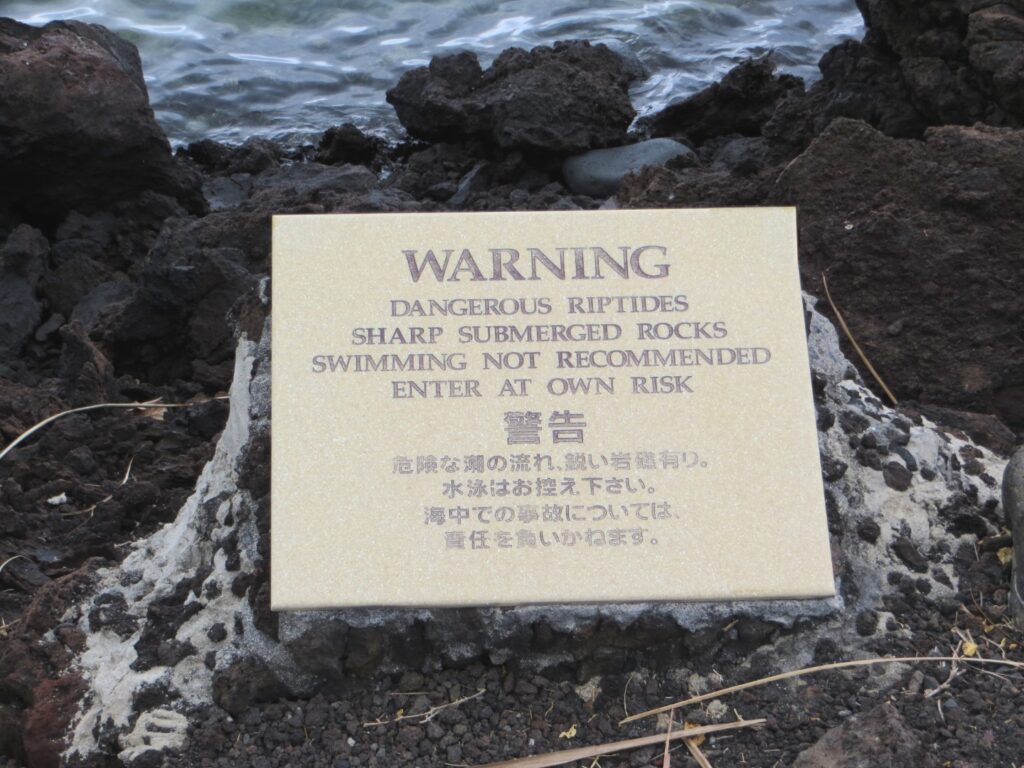 WARNING
DANGEROUS RIPTIDES
SHARP SUBMERGED ROCKS
SWIMMING NOT RECOMMENDED
ENTER AT OWN RISK
警告
危険な潮の流れ、鋭い岩礁有り。
水泳はお控え下さい。
海中での事故については、
責任を負いかねます。